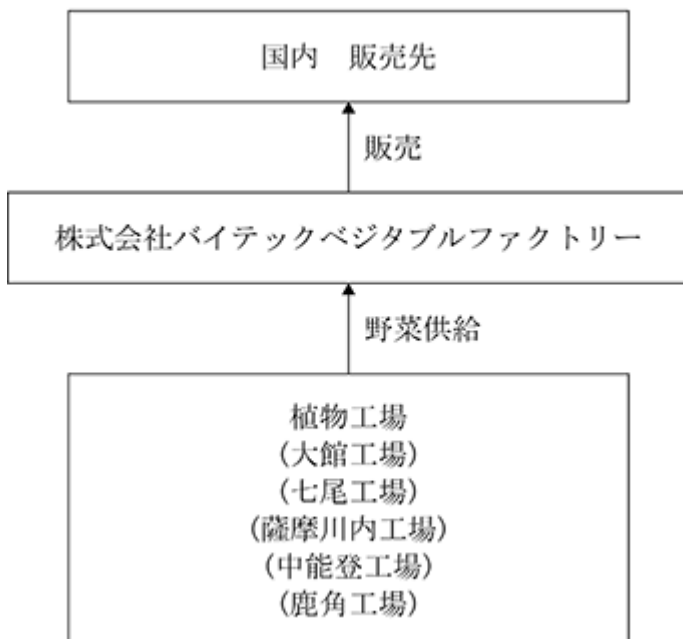 国内　販売先
販売
株式会社バイテックベジタブルファクトリー
野菜供給
植物工場
(大館工場)
(七尾工場)
(薩摩川内工場)
(中能登工場)
(鹿角工場)